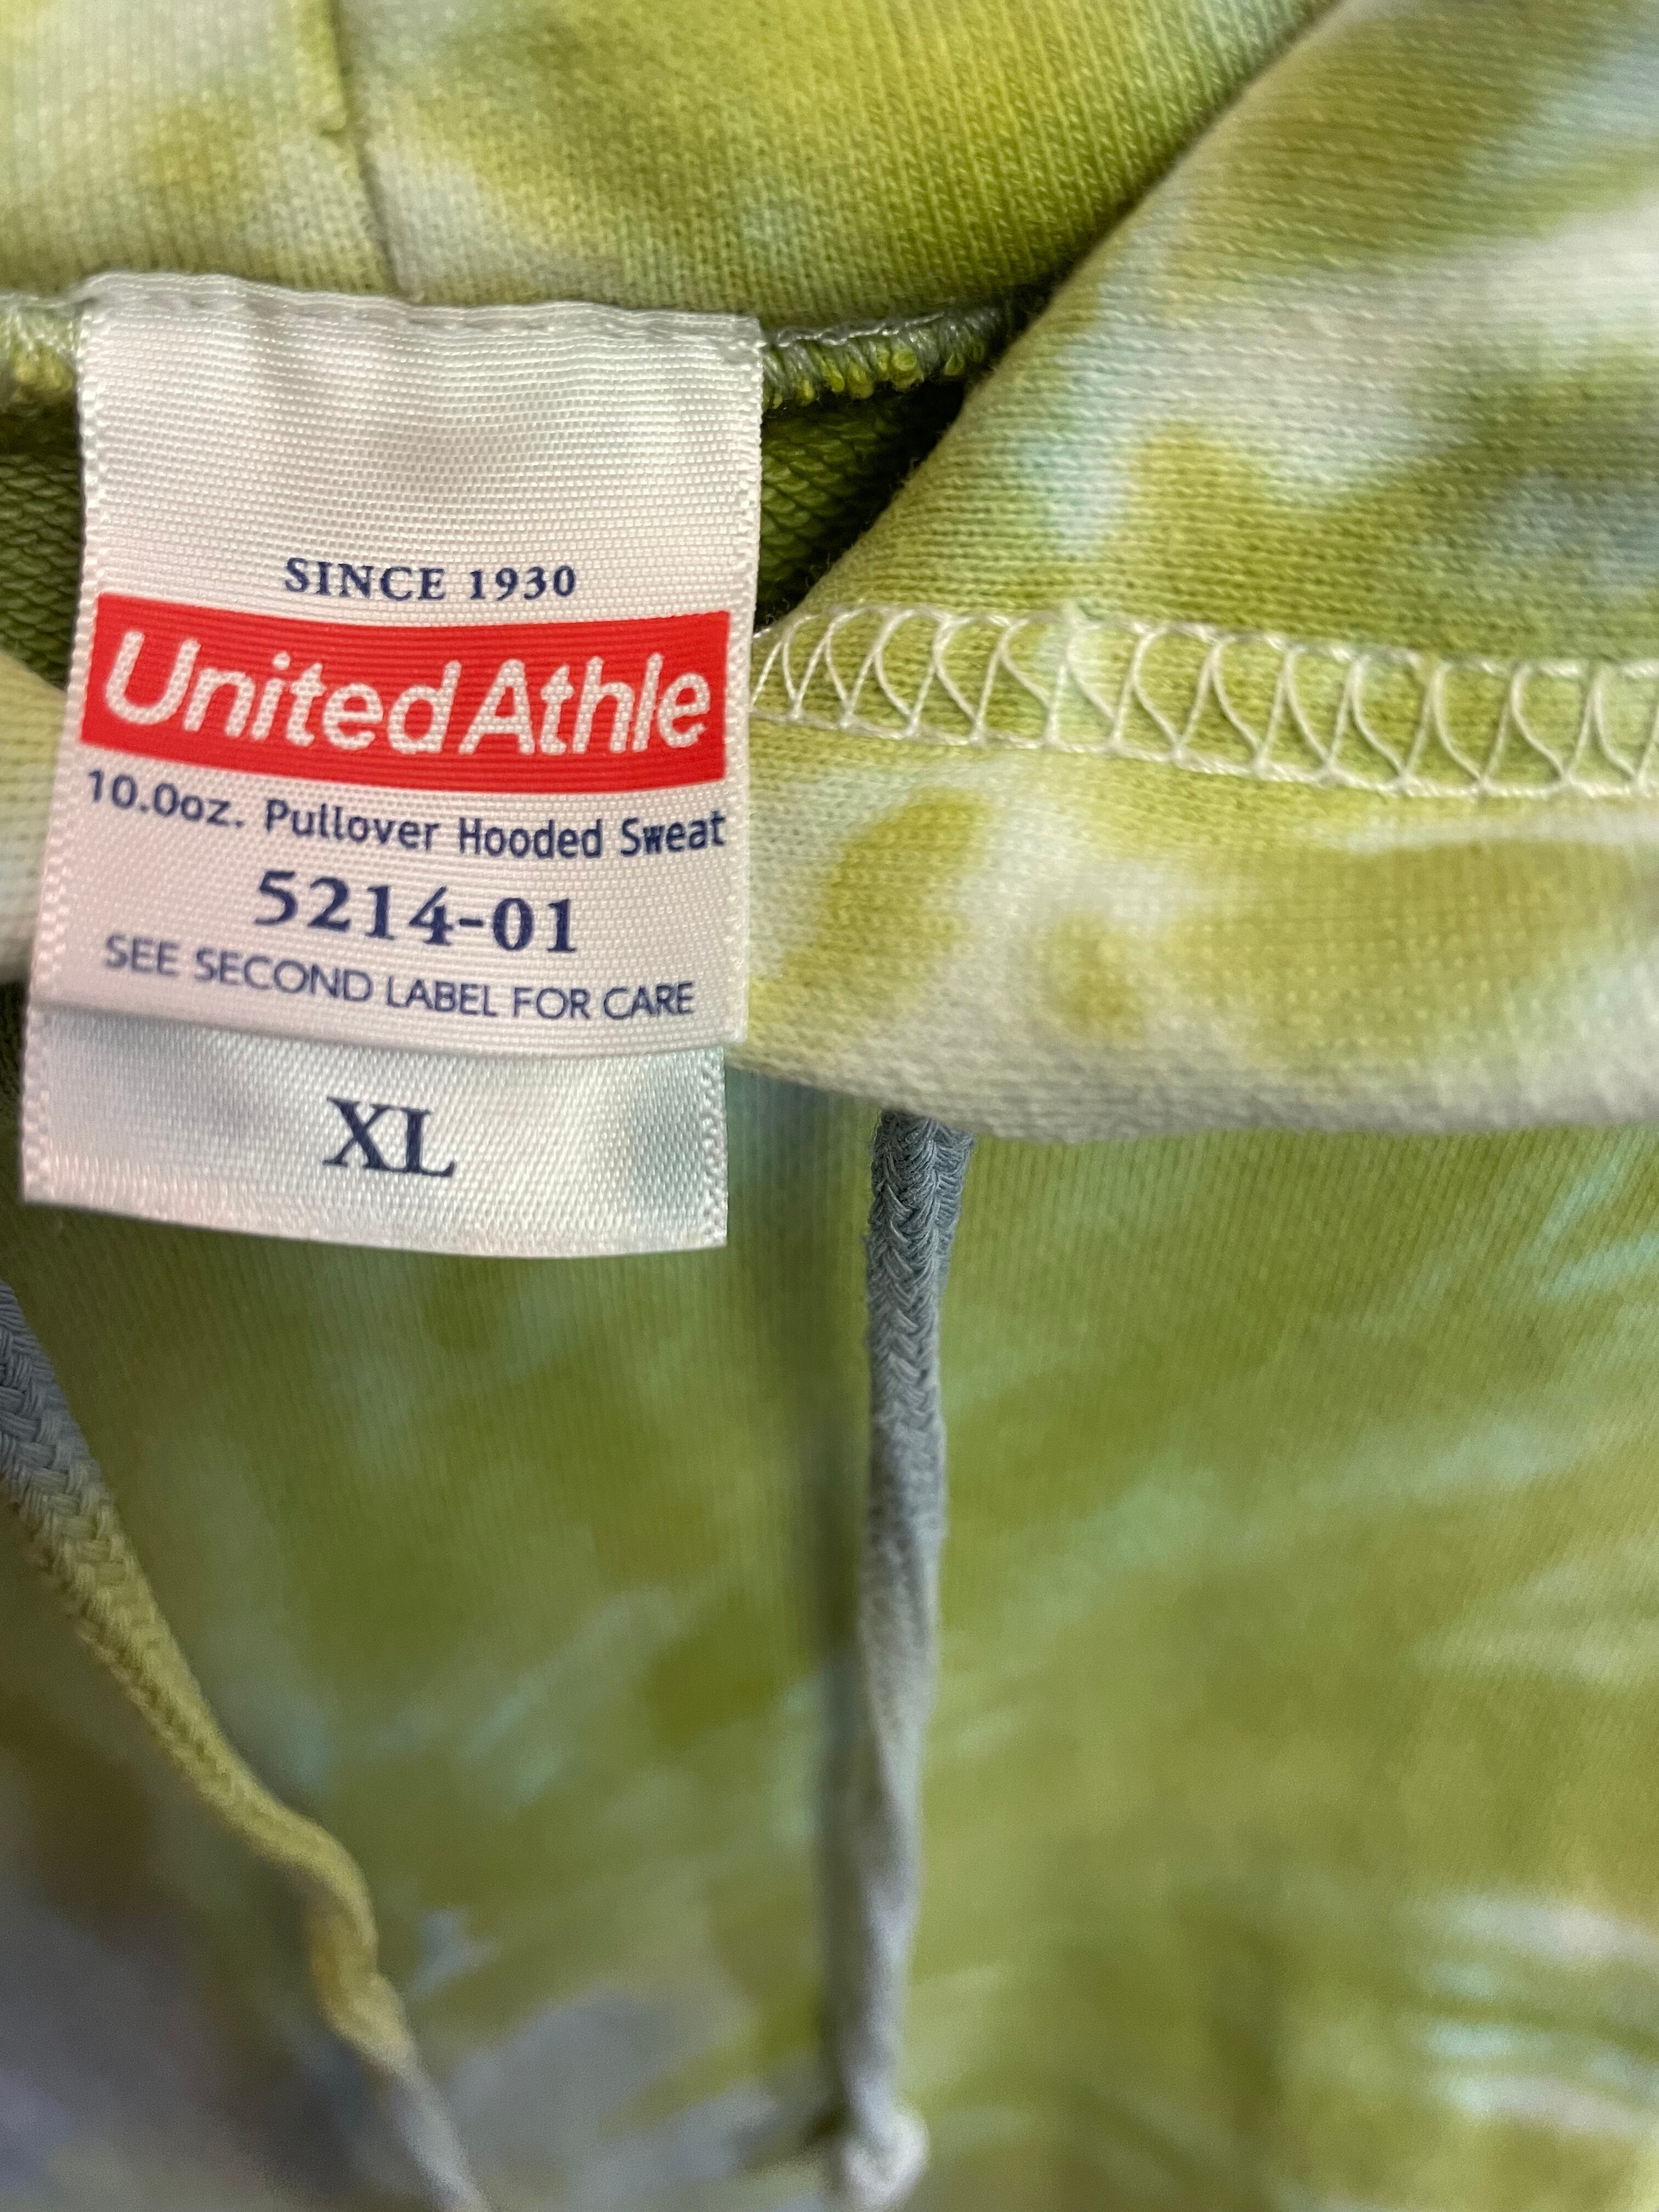 SINCE 1930
United Athle
10.0oz. Pullover Hooded Sweat
5214-01
SEE SECOND LABEL FOR CARE
XL